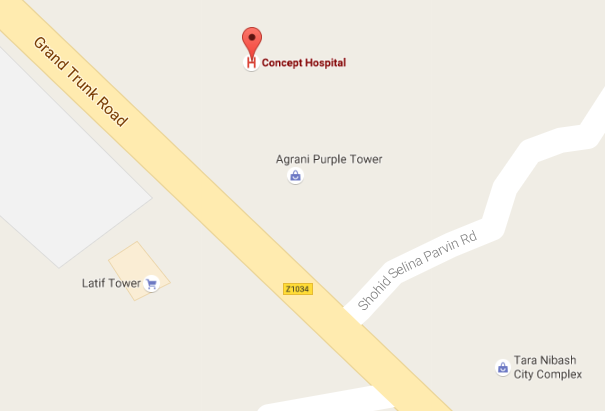 Grand Trunk Road
H
Concept Hospital
Agrani Purple Tower
Shohid Selina Parvin Rd
Latif Tower
Z1034
Tara Nibash
City Complex